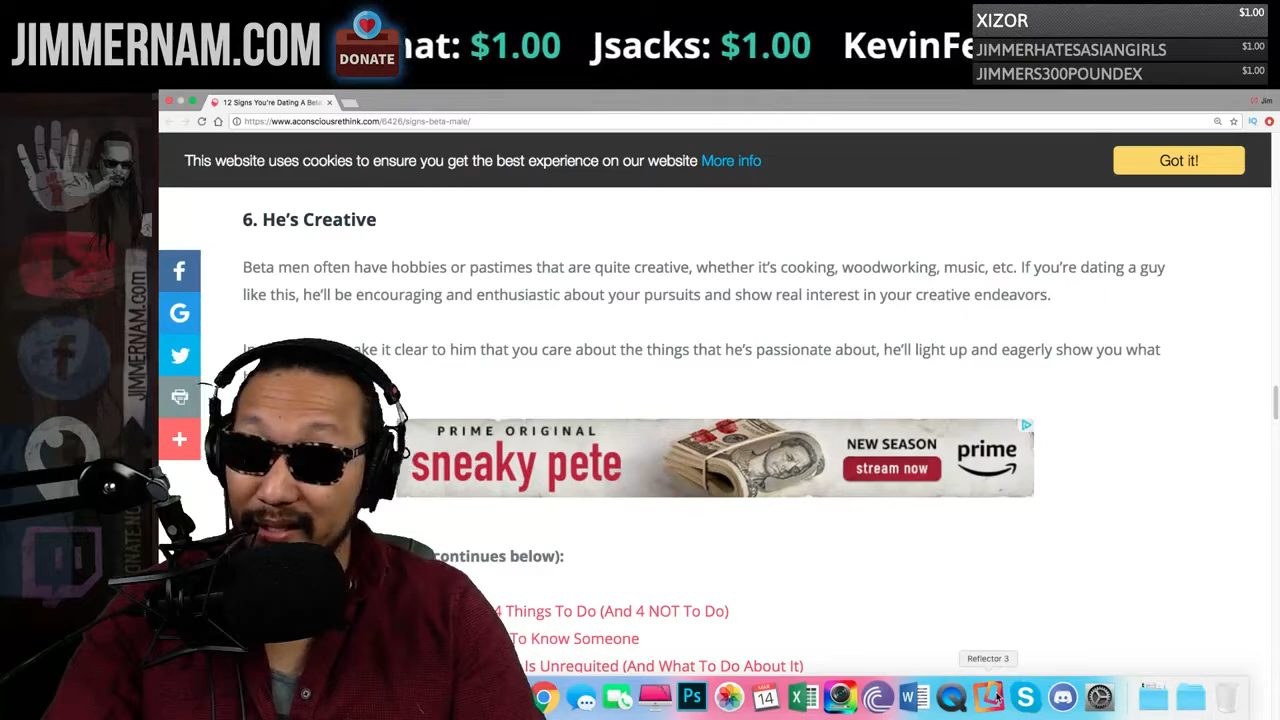 JIMMERNAM.COM
DONATE
hat: $1.00 Jsacks: $1.00 KevinFe
XIZOR $1.00
JIMMERHATESASIANGIRLS $1.00
JIMMERS300POUNDEX $1.00
12 Signs You're Dating A Beta
Jim
https://www.aconsciousrethink.com/6426/signs-beta-male/
This website uses cookies to ensure you get the best experience on our website More info
Got it!
6. He's Creative
Beta men often have hobbies or pastimes that are quite creative, whether it's cooking, woodworking, music, etc. If you're dating a guy
like this, he'll be encouraging and enthusiastic about your pursuits and show real interest in your creative endeavors.
it clear to him that you care about the things that he's passionate about, he'll light up and eagerly show you what
PRIME ORIGINAL
sneaky pete
NEW SEASON
stream now
prime
continues below):
4 Things To Do (And 4 NOT To Do)
To Know Someone
Is Unrequited (And What To Do About It)
Reflector 3
Ps
MAR
14
JIMMERNAM.COM